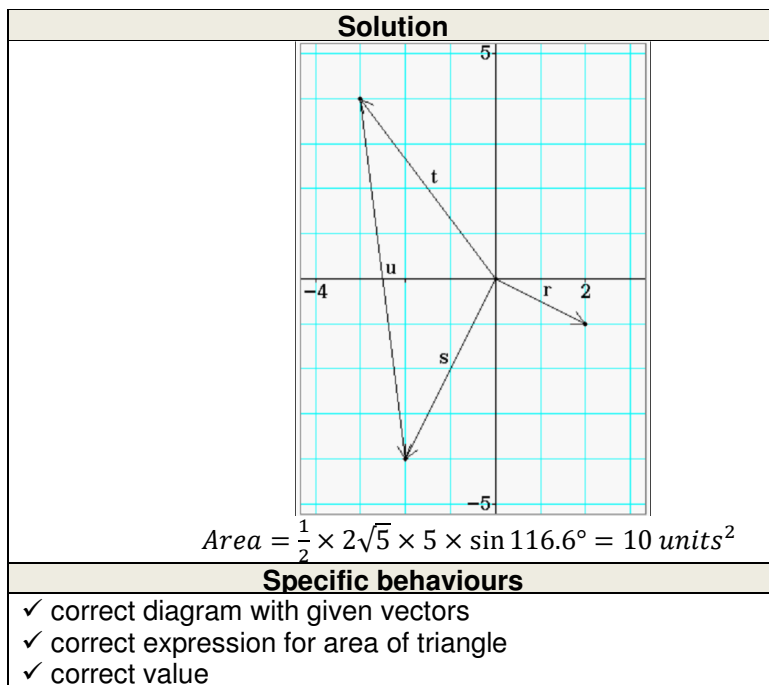 Solution
5
t
u
-4
r
2
s
-5
Area = 1/2 × 2√5 × 5 × sin 116.6° = 10 units²
Specific behaviours
✓ correct diagram with given vectors
✓ correct expression for area of triangle
✓ correct value